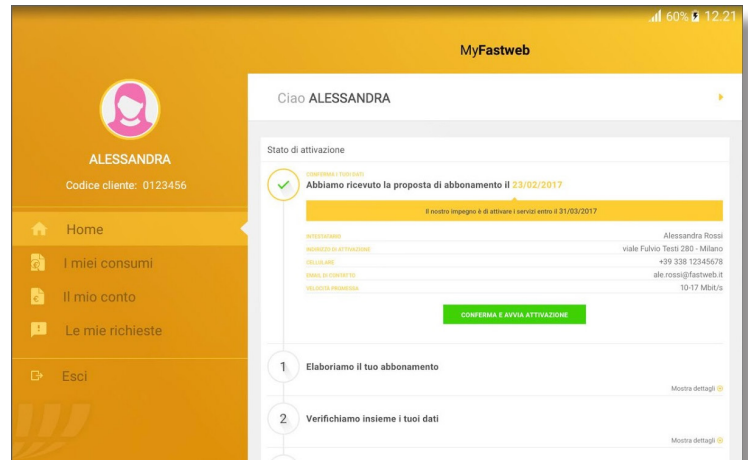 60% 12.21
MyFastweb
ALESSANDRA
Codice cliente: 0123456
Home
I miei consumi
Il mio conto
Le mie richieste
Esci
Ciao ALESSANDRA
Stato di attivazione
CONFERMA I TUOI DATI
Abbiamo ricevuto la proposta di abbonamento il 23/02/2017
Il nostro impegno è di attivare i servizi entro il 31/03/2017
INTESTATARIO Alessandra Rossi
INDIRIZZO DI ATTIVAZIONE viale Fulvio Testi 280 - Milano
CELLULARE +39 338 12345678
EMAIL DI CONTATTO ale.rossi@fastweb.it
VELOCITÀ PROMESSA 10-17 Mbit/s
CONFERMA E AVVIA ATTIVAZIONE
1 Elaboriamo il tuo abbonamento
Mostra dettagli
2 Verifichiamo insieme i tuoi dati
Mostra dettagli